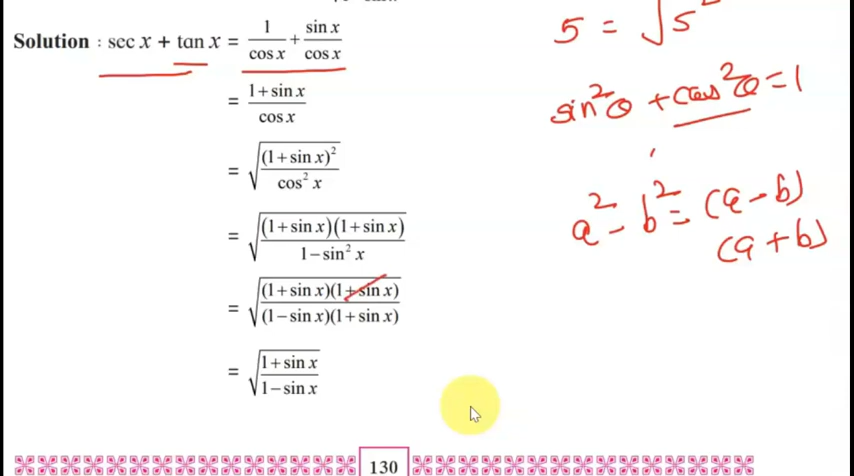 Solution : sec x + tan x = 1/cos x + sin x/cos x
= 1 + sin x/cos x
= √((1 + sin x)²/cos² x)
= √((1 + sin x)(1 + sin x)/1 − sin² x)
= √((1 + sin x)(1 + sin x)/(1 − sin x)(1 + sin x))
= √(1 + sin x/1 − sin x)
130
5 = √5²
sin²θ + cos²θ = 1
a² - b² = (a - b)
(a + b)